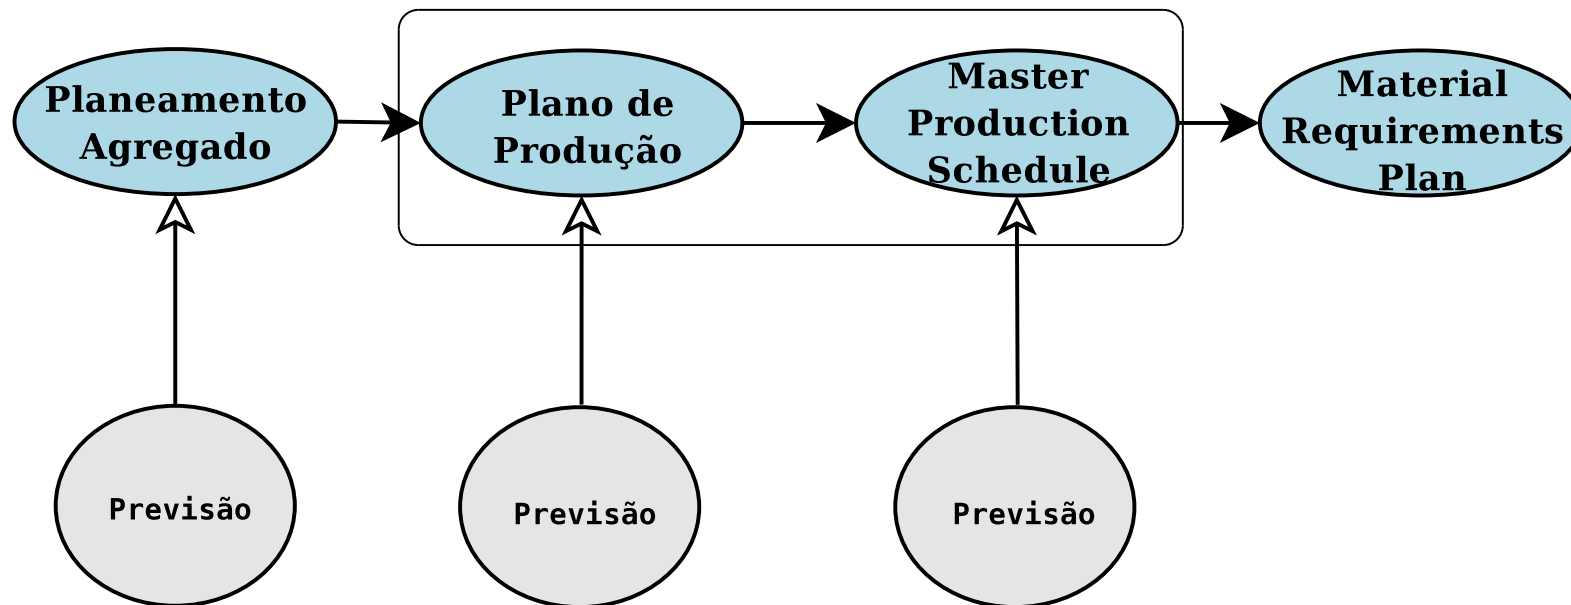 Planeamento
Agregado
Plano de
Produção
Master
Production
Schedule
Material
Requirements
Plan
Previsão
Previsão
Previsão